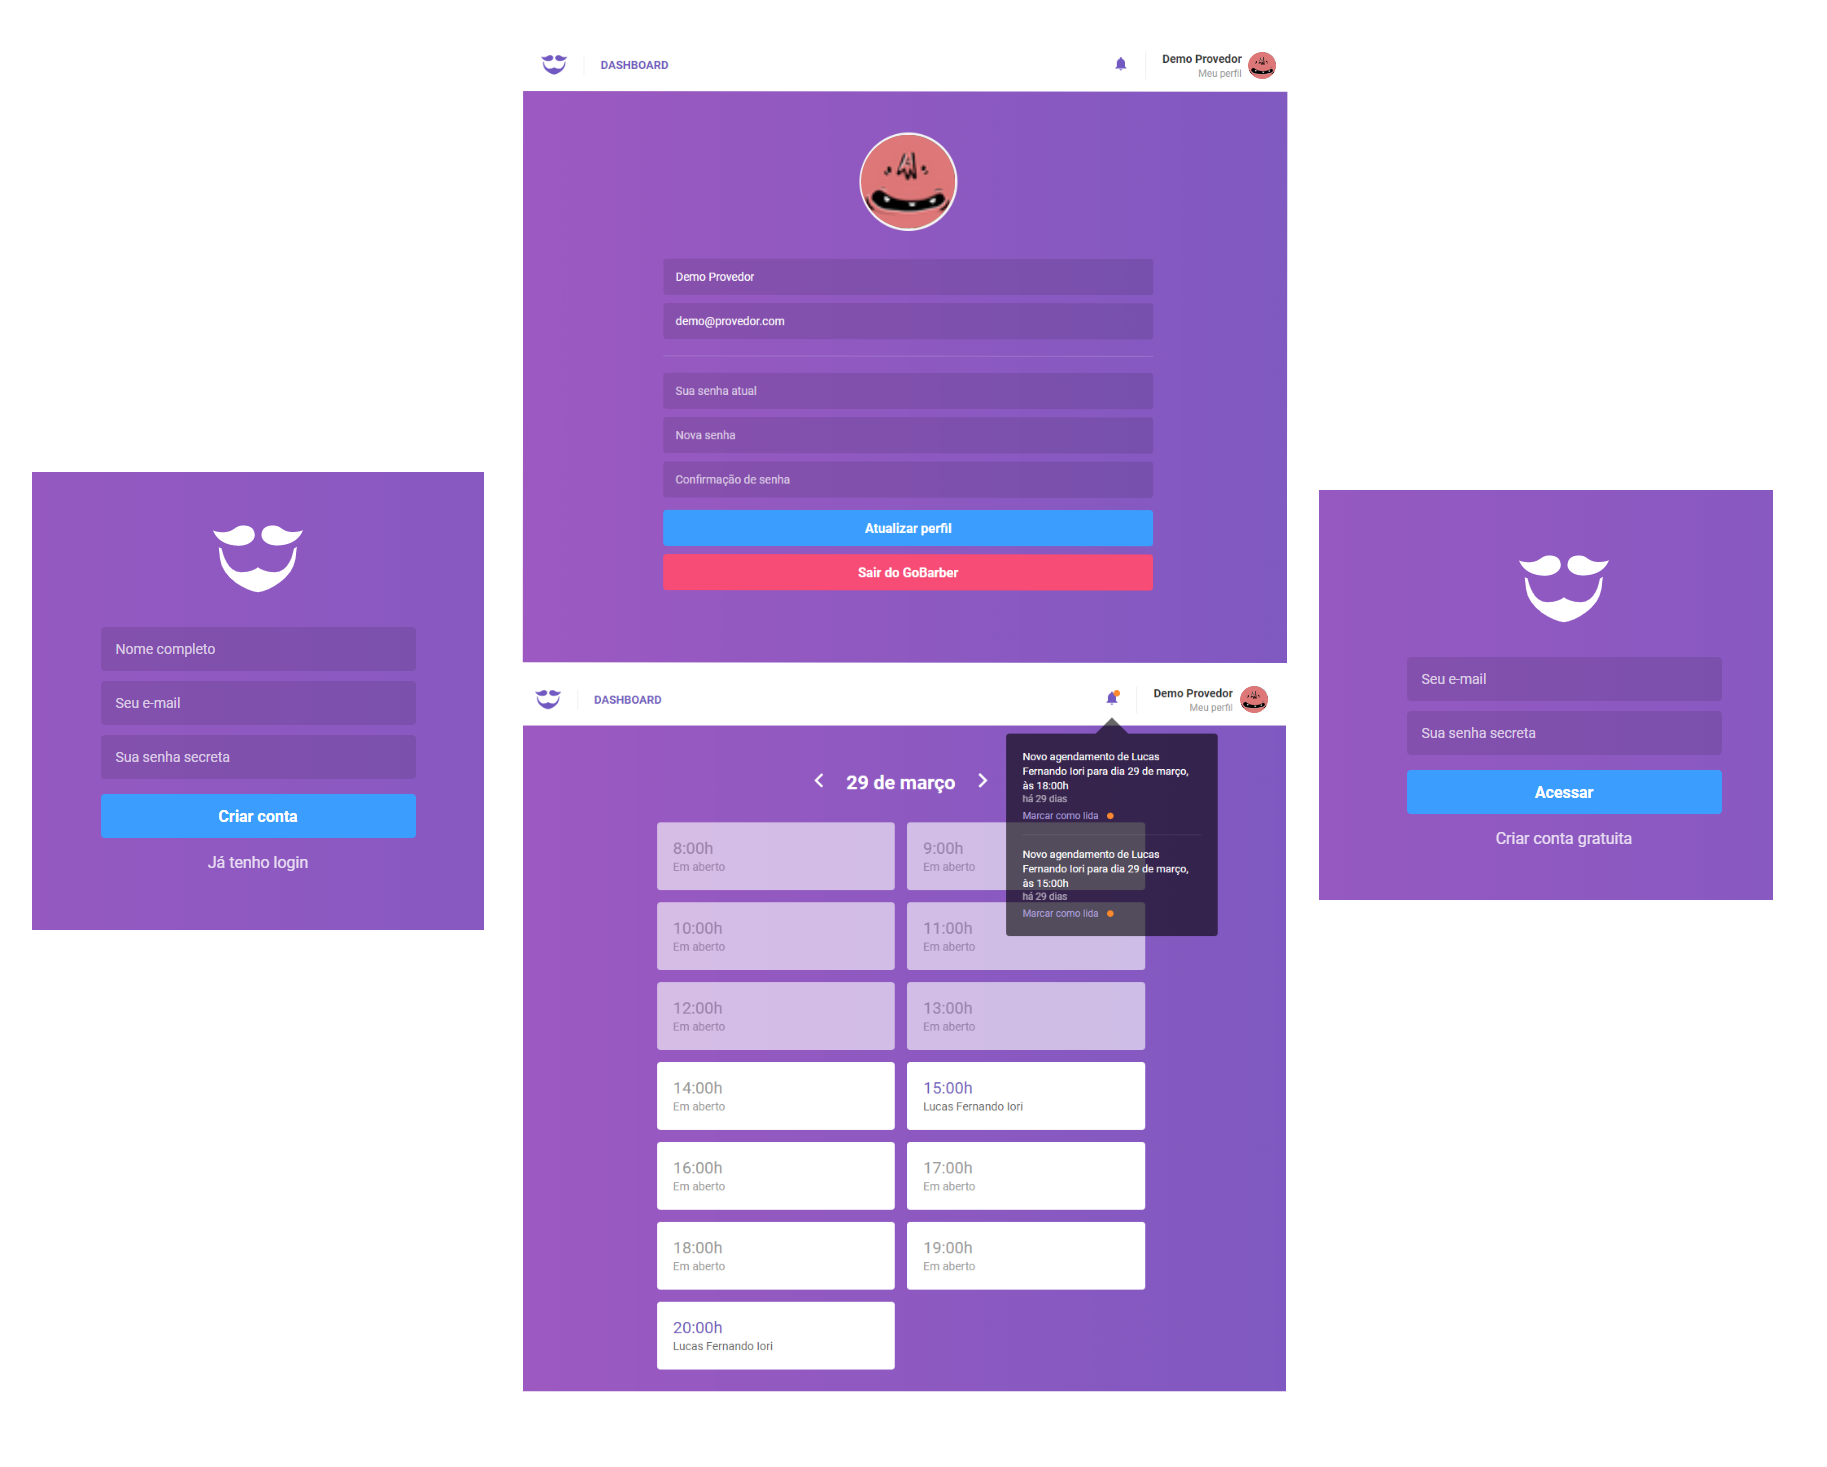 DASHBOARD
Demo Provedor
Meu perfil
Demo Provedor
demo@provedor.com
Sua senha atual
Nova senha
Confirmação de senha
Atualizar perfil
Sair do GoBarber
Nome completo
Seu e-mail
Sua senha secreta
Criar conta
Já tenho login
Seu e-mail
Sua senha secreta
Acessar
Criar conta gratuita
DASHBOARD
Demo Provedor
Meu perfil
Novo agendamento de Lucas
Fernando Iori para dia 29 de março,
às 18:00h
há 29 dias
Marcar como lida
Novo agendamento de Lucas
Fernando Iori para dia 29 de março,
às 15:00h
há 29 dias
Marcar como lida
29 de março
8:00h
Em aberto
9:00h
Em aberto
10:00h
Em aberto
11:00h
Em aberto
12:00h
Em aberto
13:00h
Em aberto
14:00h
Em aberto
15:00h
Lucas Fernando Iori
16:00h
Em aberto
17:00h
Em aberto
18:00h
Em aberto
19:00h
Em aberto
20:00h
Lucas Fernando Iori